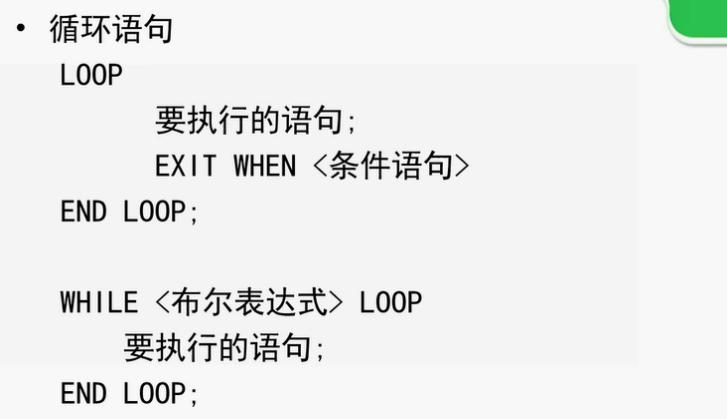 • 循环语句
LOOP
要执行的语句;
EXIT WHEN <条件语句>
END LOOP;
WHILE <布尔表达式> LOOP
要执行的语句;
END LOOP;